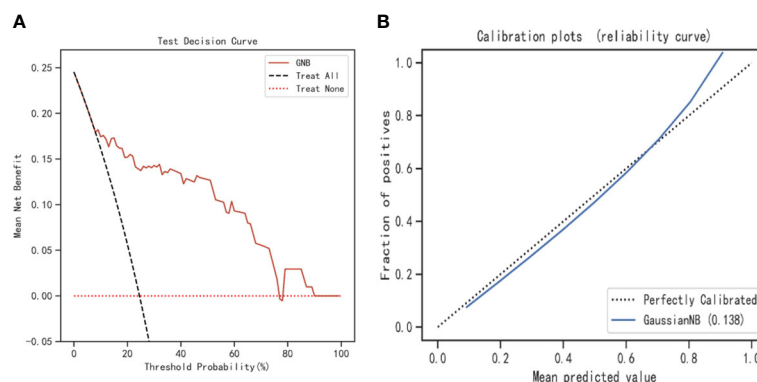 A
Test Decision Curve
GNB
Treat All
Treat None
0.25
0.20
0.15
0.10
0.05
0.00
-0.05
Mean Net Benefit
0 20 40 60 80 100
Threshold Probability(%)
B
Calibration plots (reliability curve)
1.0
0.8
0.6
0.4
0.2
0.0
Fraction of positives
Perfectly Calibrated
GaussianNB (0.138)
0.0 0.2 0.4 0.6 0.8 1.0
Mean predicted value